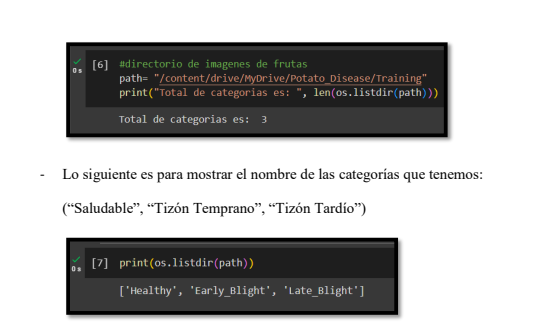 [6] #directorio de imagenes de frutas
0s path= "/content/drive/MyDrive/Potato_Disease/Training"
print("Total de categorias es: ", len(os.listdir(path)))
Total de categorias es:  3
- Lo siguiente es para mostrar el nombre de las categorías que tenemos:
(“Saludable”, “Tizón Temprano”, “Tizón Tardío”)
[7] print(os.listdir(path))
0s
['Healthy', 'Early_Blight', 'Late_Blight']